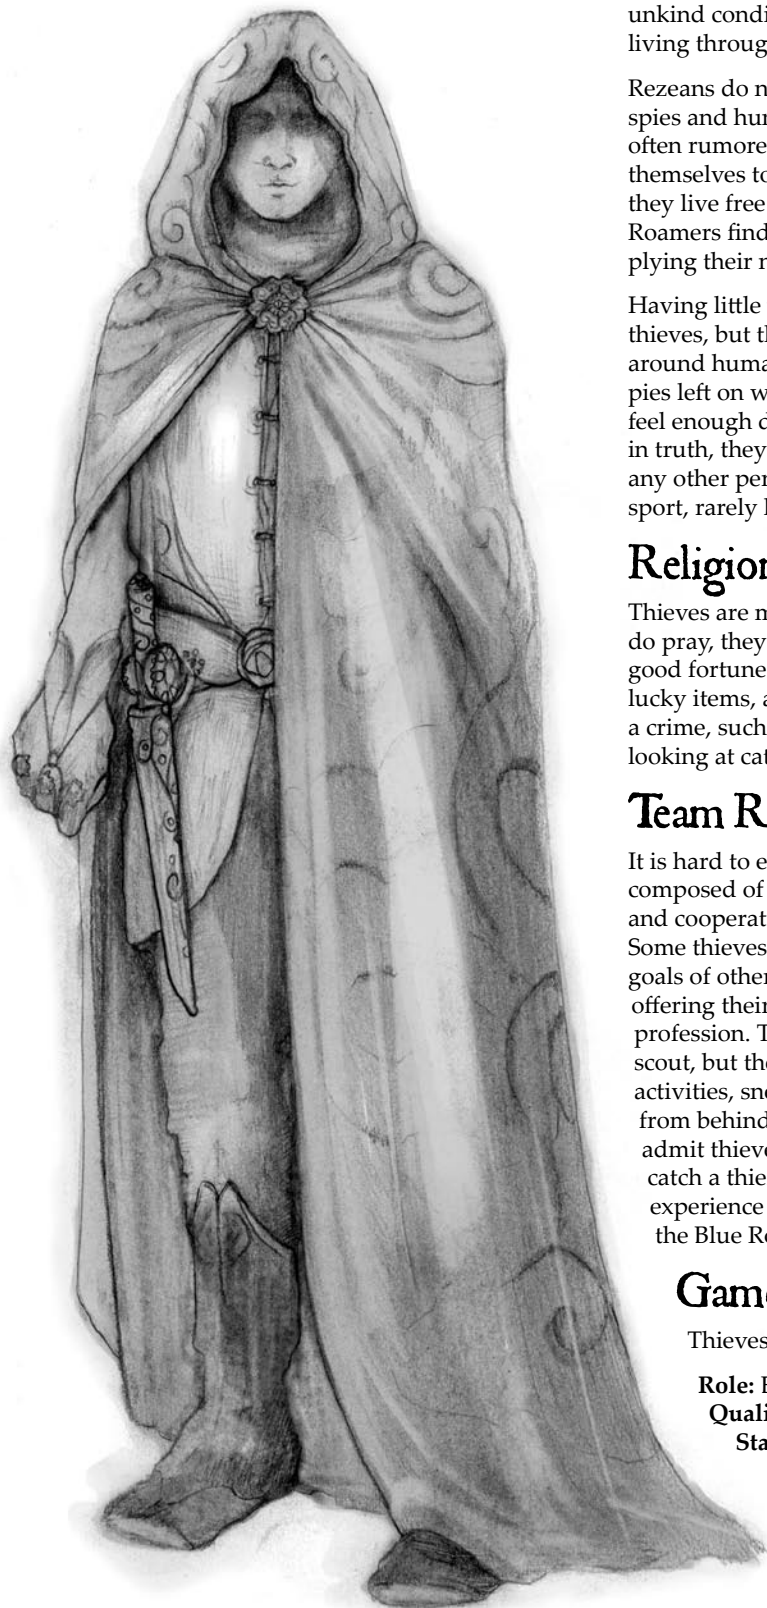 unkind condi
living throug
Rezeans do n
spies and hur
often rumore
themselves to
they live free
Roamers find
plying their n
Having little
thieves, but th
around huma
pies left on w
feel enough d
in truth, they
any other per
sport, rarely
Religion
Thieves are m
do pray, they
good fortune
lucky items, a
a crime, such
looking at cat
Team R
It is hard to e
composed of
and cooperat
Some thieves
goals of other
offering their
profession. T
scout, but the
activities, sne
from behind
admit thieve
catch a thie
experience
the Blue Ro
Game
Thieves
Role:
Quali
Sta